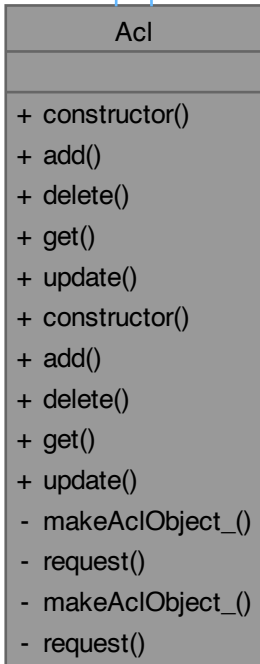 Acl
+ constructor()
+ add()
+ delete()
+ get()
+ update()
+ constructor()
+ add()
+ delete()
+ get()
+ update()
- makeAclObject_()
- request()
- makeAclObject_()
- request()